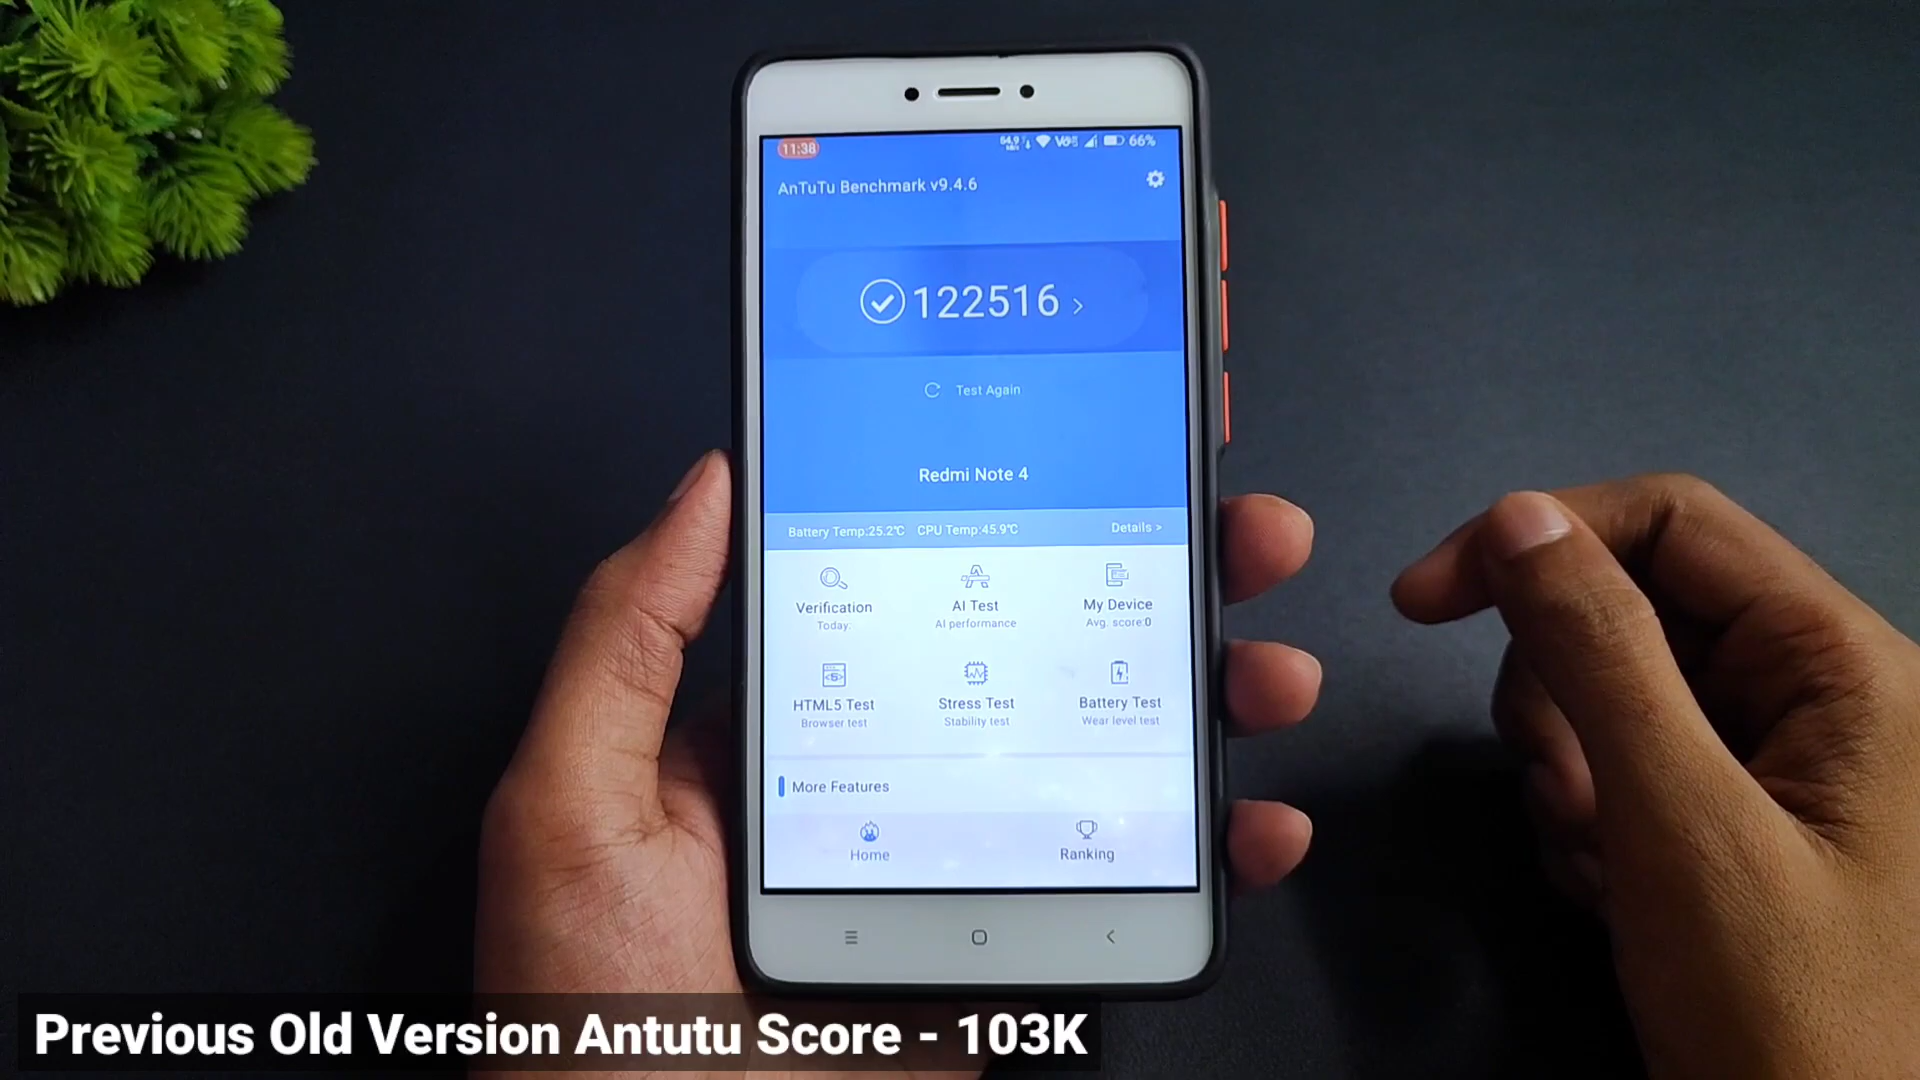 11:38 66%
AnTuTu Benchmark v9.4.6
122516 >
Test Again
Redmi Note 4
Battery Temp:25.2℃ CPU Temp:45.9℃ Details >
Verification AI Test My Device
Today: AI performance Avg. score:0
HTML5 Test Stress Test Battery Test
Browser test Stability test Wear level test
More Features
Home Ranking
Previous Old Version Antutu Score - 103K